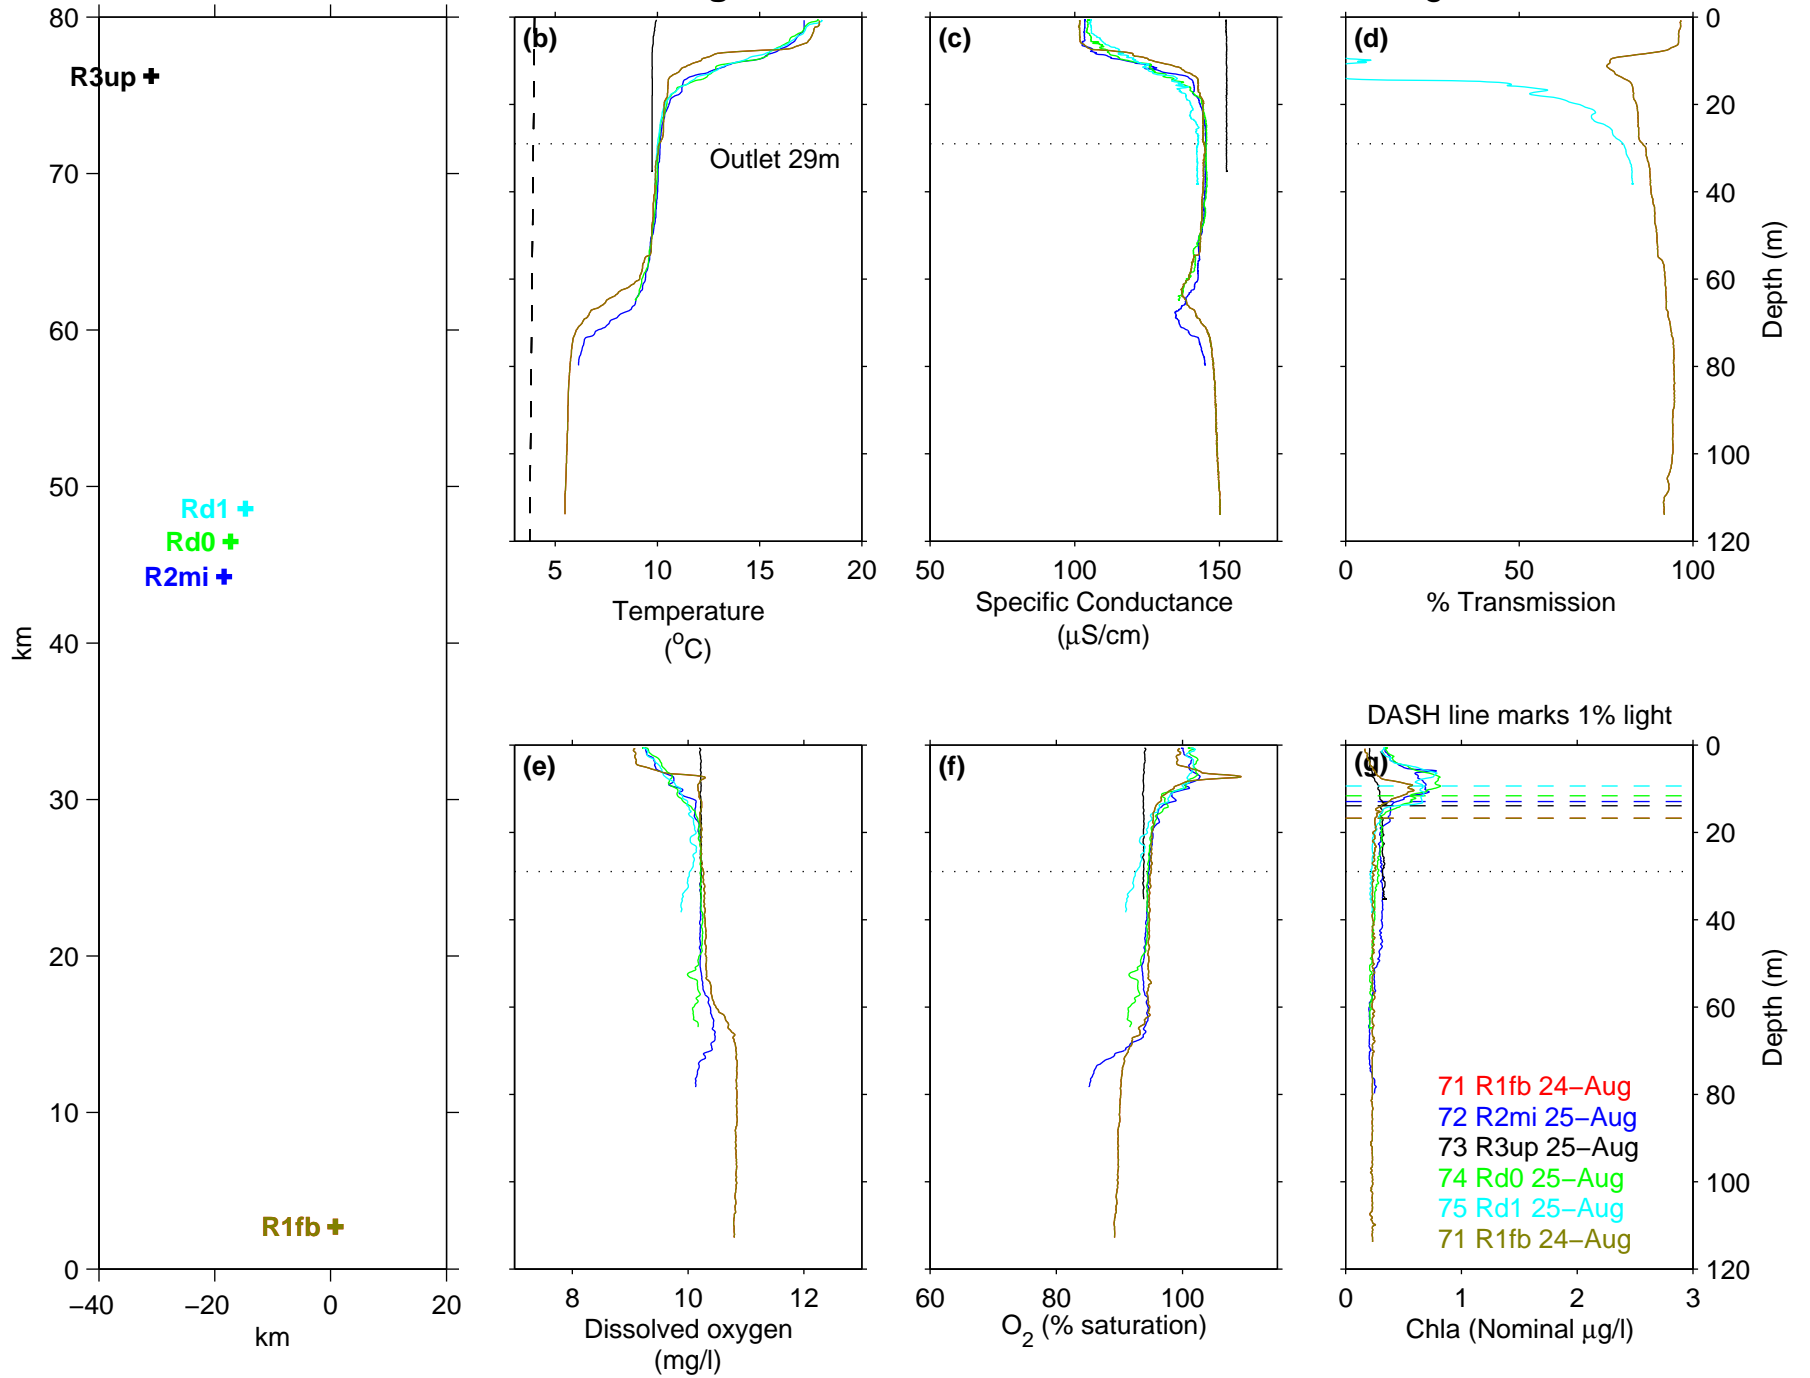 80
70
60
50
40
30
20
10
0
km
−40
−20
0
20
km
R3up
Rd1
Rd0
R2mi
R1fb
(b)
Outlet 29m
5
10
15
20
Temperature
(oC)
(c)
50
100
150
Specific Conductance
(μS/cm)
(d)
0
50
100
% Transmission
0
20
40
60
80
100
120
Depth (m)
(e)
8
10
12
Dissolved oxygen
(mg/l)
(f)
60
80
100
O2 (% saturation)
DASH line marks 1% light
(g)
71 R1fb 24−Aug
72 R2mi 25−Aug
73 R3up 25−Aug
74 Rd0 25−Aug
75 Rd1 25−Aug
71 R1fb 24−Aug
0
1
2
3
Chla (Nominal μg/l)
0
20
40
60
80
100
120
Depth (m)